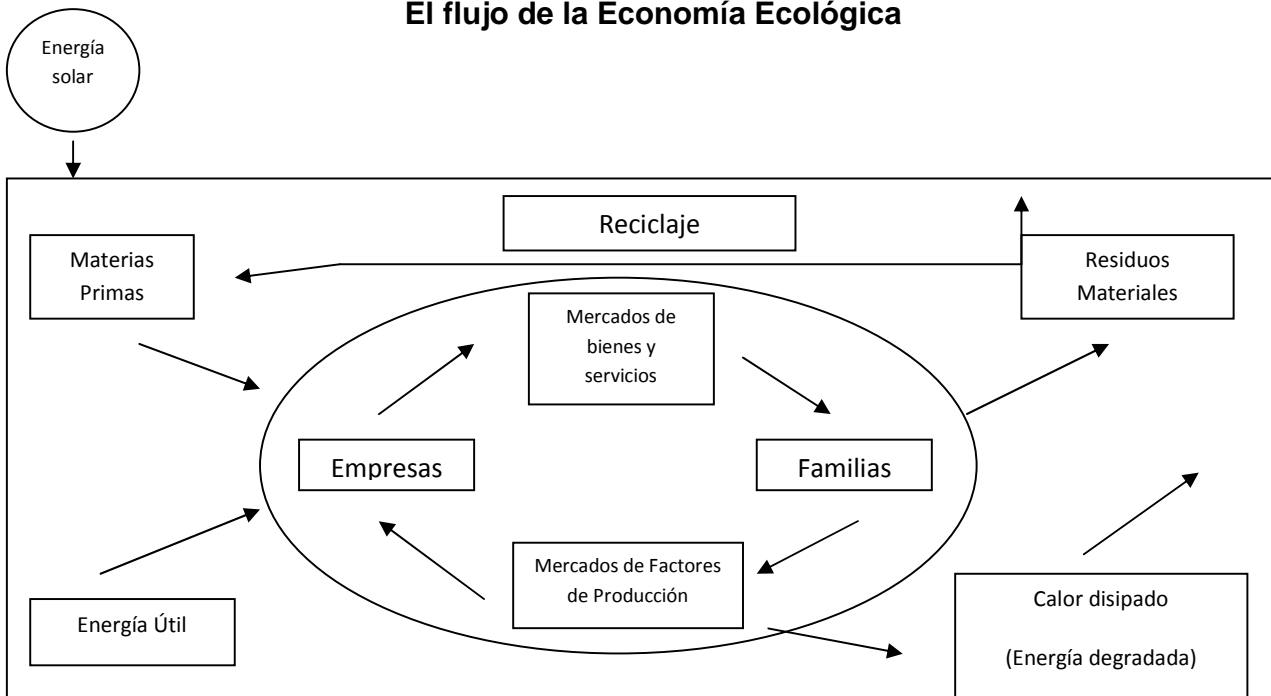 El flujo de la Economía Ecológica
Energía
solar
Reciclaje
Materias
Primas
Residuos
Materiales
Mercados de
bienes y
servicios
Empresas
Familias
Mercados de Factores
de Producción
Energía Útil
Calor disipado
(Energía degradada)